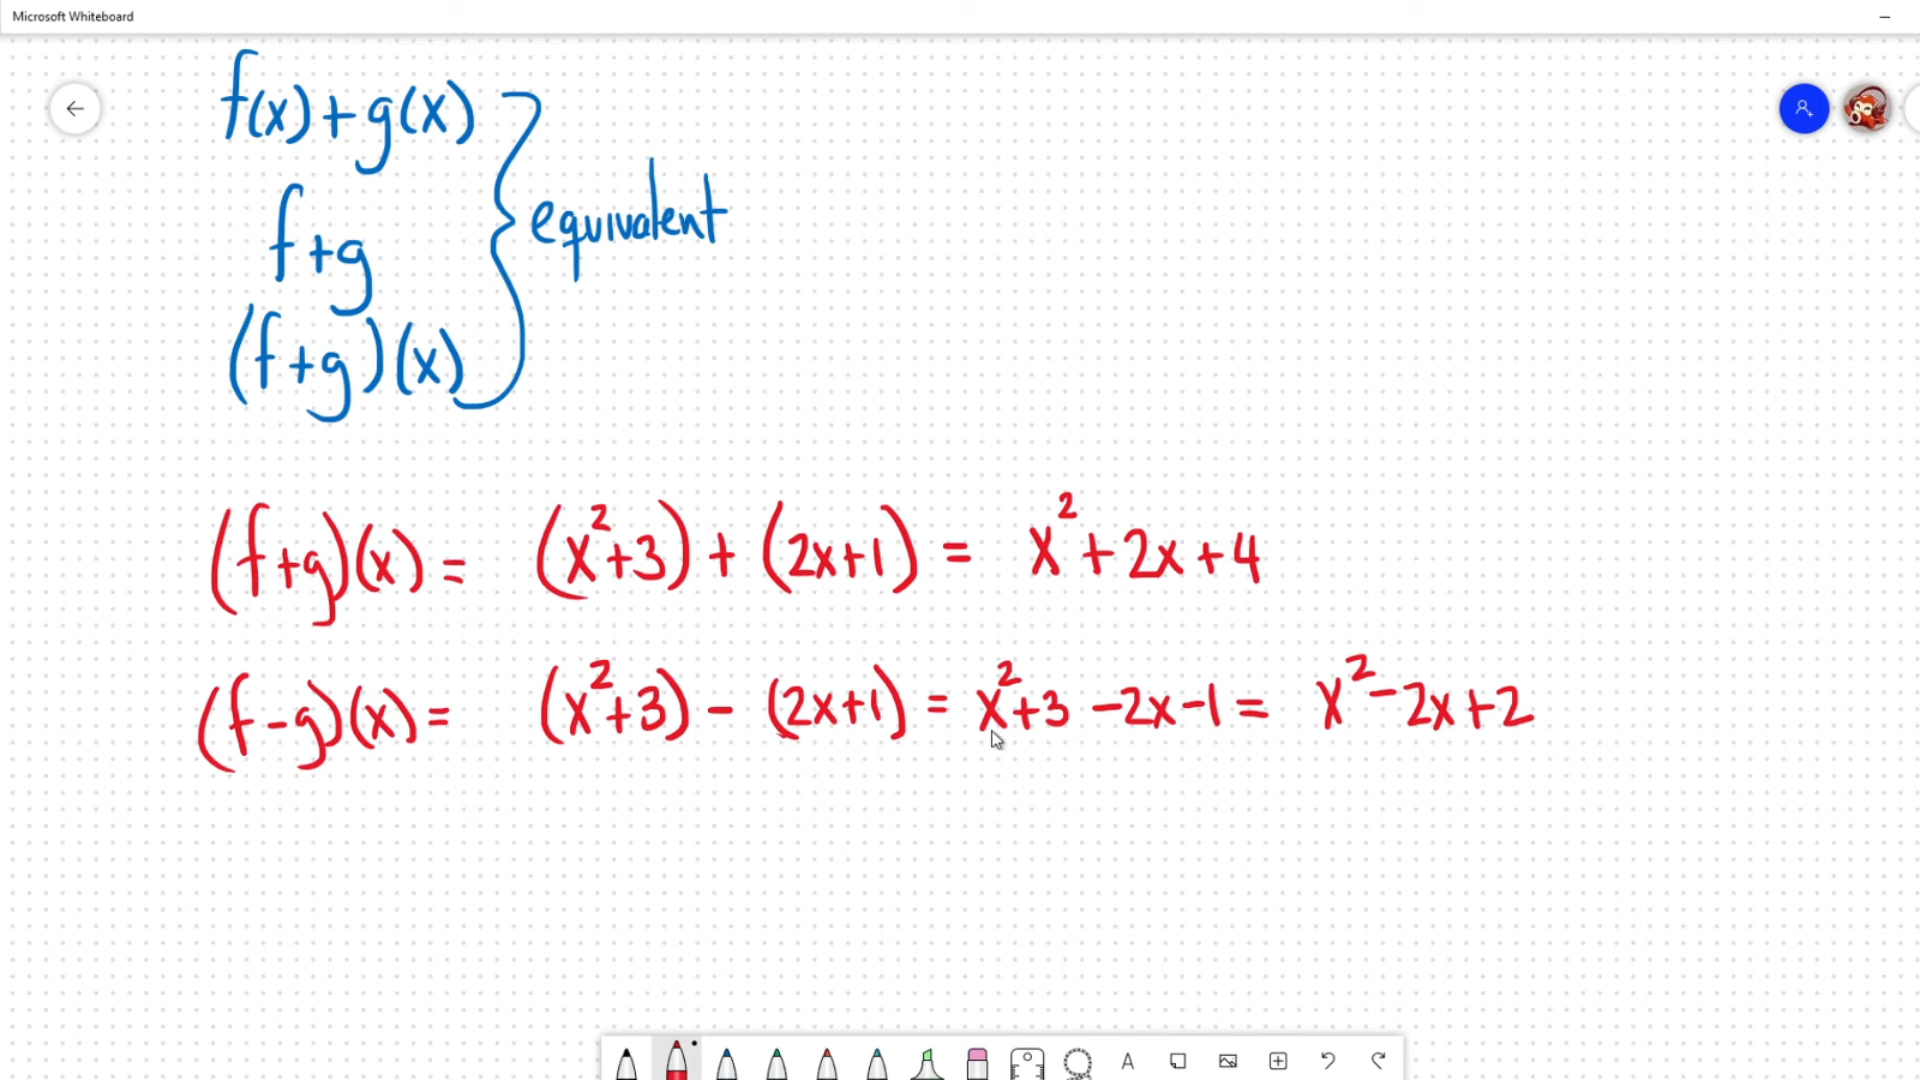 Microsoft Whiteboard
f(x)+g(x)
f+g
equivalent
(f+g)(x)
(f+g)(x) = (x²+3) + (2x+1) = x²+2x+4
(f-g)(x) = (x²+3) - (2x+1) = x²+3-2x-1 = x²-2x+2
A